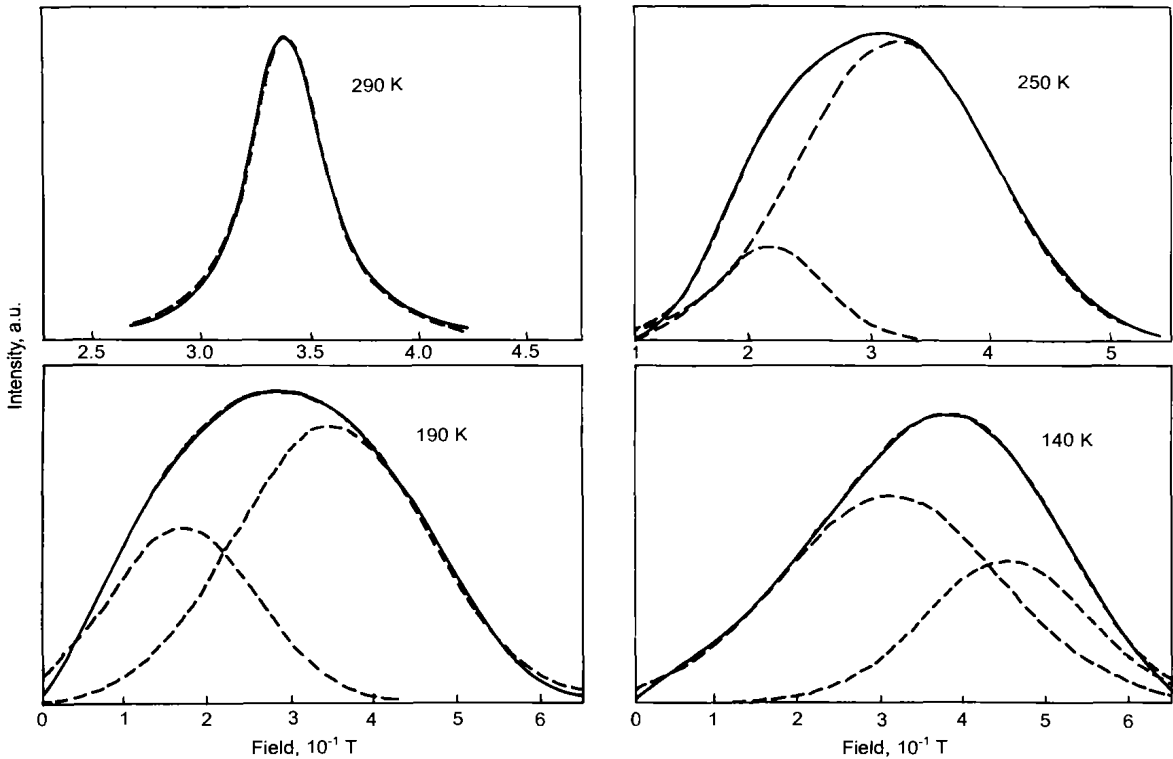 Intensity, a.u.
290 K
2.5 3.0 3.5 4.0 4.5
250 K
1 2 3 4 5
190 K
0 1 2 3 4 5 6
Field, 10⁻¹ T
140 K
0 1 2 3 4 5 6
Field, 10⁻¹ T